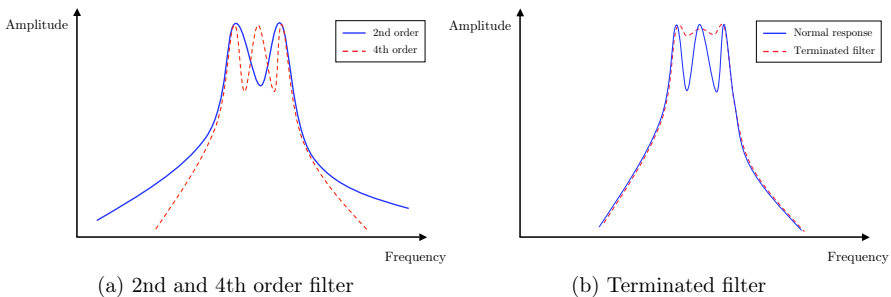 Amplitude
2nd order
4th order
Frequency
(a) 2nd and 4th order filter
Amplitude
Normal response
Terminated filter
Frequency
(b) Terminated filter